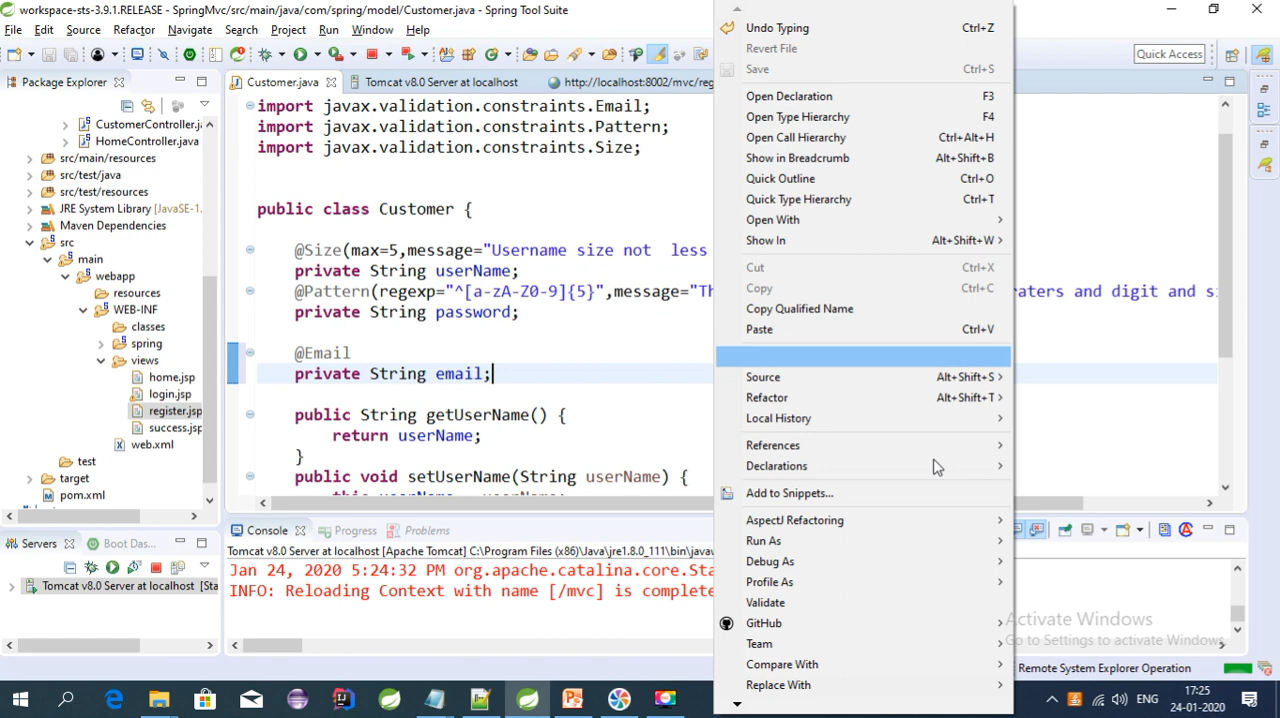 workspace-sts-3.9.1.RELEASE - SpringMvc/src/main/java/com/spring/model/Customer.java - Spring Tool Suite
File Edit Source Refactor Navigate Search Project Run Window Help
Quick Access
Package Explorer
CustomerController.ja
HomeController.java
src/main/resources
src/test/java
src/test/resources
JRE System Library [JavaSE-1.
Maven Dependencies
src
main
webapp
resources
WEB-INF
classes
spring
views
home.jsp
login.jsp
register.jsp
success.jsp
web.xml
test
target
pom.xml
Servers Boot Das...
Tomcat v8.0 Server at localhost [Sta
Customer.java Tomcat v8.0 Server at localhost http://localhost:8002/mvc/reg
import javax.validation.constraints.Email;
import javax.validation.constraints.Pattern;
import javax.validation.constraints.Size;
public class Customer {
@Size(max=5,message="Username size not less
private String userName;
@Pattern(regexp="^[a-zA-Z0-9]{5}",message="Th raters and digit and si
private String password;
@Email
private String email;
public String getUserName() {
return userName;
}
public void setUserName(String userName) {
Console Progress Problems
Tomcat v8.0 Server at localhost [Apache Tomcat] C:\Program Files (x86)\Java\jre1.8.0_111\bin\javaw
Jan 24, 2020 5:24:32 PM org.apache.catalina.core.Sta
INFO: Reloading Context with name [/mvc] is complete
Undo Typing Ctrl+Z
Revert File
Save Ctrl+S
Open Declaration F3
Open Type Hierarchy F4
Open Call Hierarchy Ctrl+Alt+H
Show in Breadcrumb Alt+Shift+B
Quick Outline Ctrl+O
Quick Type Hierarchy Ctrl+T
Open With
Show In Alt+Shift+W
Cut Ctrl+X
Copy Ctrl+C
Copy Qualified Name
Paste Ctrl+V
Source Alt+Shift+S
Refactor Alt+Shift+T
Local History
References
Declarations
Add to Snippets...
AspectJ Refactoring
Run As
Debug As
Profile As
Validate
GitHub
Team
Compare With
Replace With
Activate Windows
Go to Settings to activate Windows.
Remote System Explorer Operation
ENG
17:25
24-01-2020